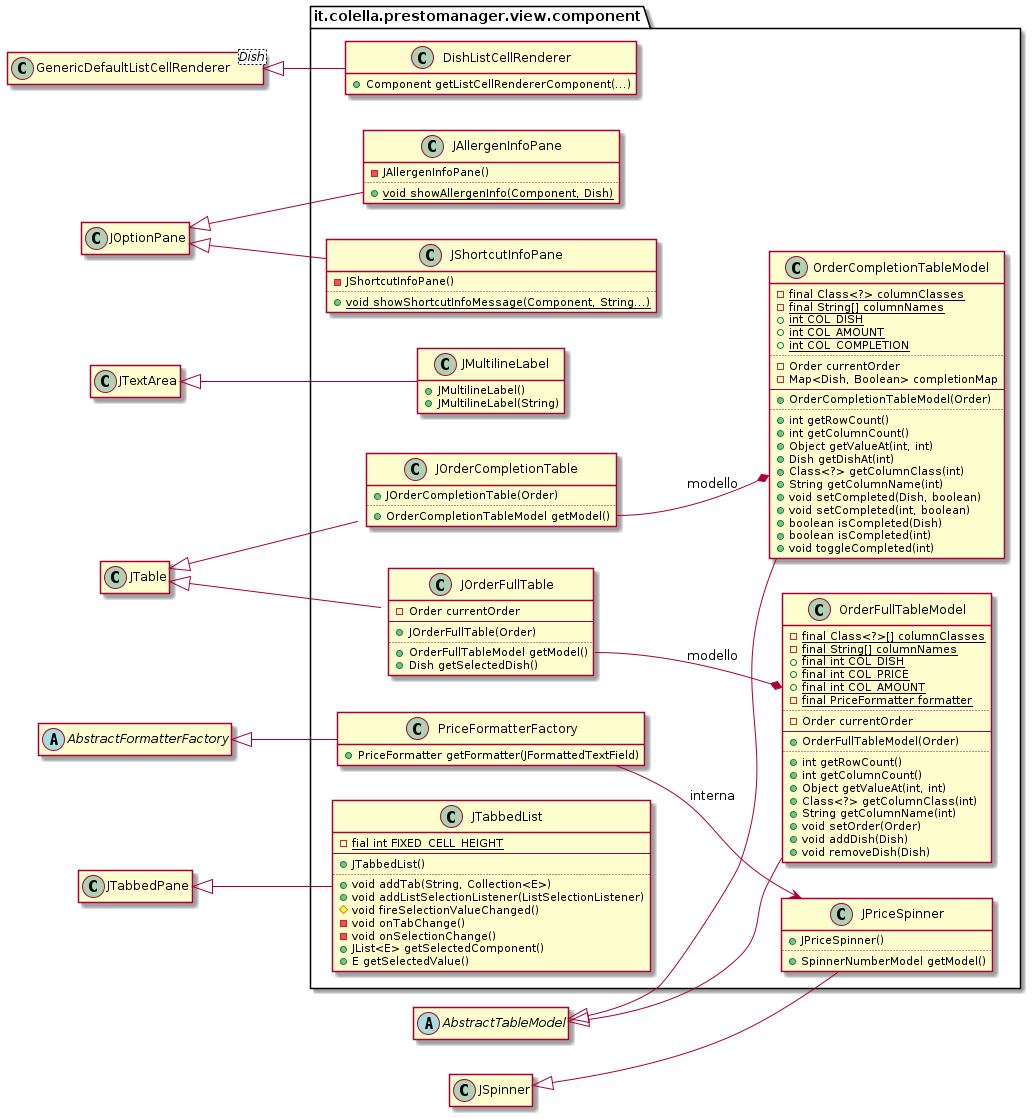 it.colella.prestomanager.view.component
C GenericDefaultListCellRenderer
Dish
C DishListCellRenderer
Component getListCellRendererComponent(...)
C JAllergenInfoPane
JAllergenInfoPane()
void showAllergenInfo(Component, Dish)
C JOptionPane
C JShortcutInfoPane
JShortcutInfoPane()
void showShortcutInfoMessage(Component, String...)
C JTextArea
C JMultilineLabel
JMultilineLabel()
JMultilineLabel(String)
C JOrderCompletionTable
JOrderCompletionTable(Order)
OrderCompletionTableModel getModel()
modello
C OrderCompletionTableModel
final Class<?> columnClasses
final String[] columnNames
int COL_DISH
int COL_AMOUNT
int COL_COMPLETION
Order currentOrder
Map<Dish, Boolean> completionMap
OrderCompletionTableModel(Order)
int getRowCount()
int getColumnCount()
Object getValueAt(int, int)
Dish getDishAt(int)
Class<?> getColumnClass(int)
String getColumnName(int)
void setCompleted(Dish, boolean)
void setCompleted(int, boolean)
boolean isCompleted(Dish)
boolean isCompleted(int)
void toggleCompleted(int)
C JTable
C JOrderFullTable
Order currentOrder
JOrderFullTable(Order)
OrderFullTableModel getModel()
Dish getSelectedDish()
modello
C OrderFullTableModel
final Class<?>[] columnClasses
final String[] columnNames
final int COL_DISH
final int COL_PRICE
final int COL_AMOUNT
final PriceFormatter formatter
Order currentOrder
OrderFullTableModel(Order)
int getRowCount()
int getColumnCount()
Object getValueAt(int, int)
Class<?> getColumnClass(int)
String getColumnName(int)
void setOrder(Order)
void addDish(Dish)
void removeDish(Dish)
A AbstractFormatterFactory
C PriceFormatterFactory
PriceFormatter getFormatter(JFormattedTextField)
interna
C JTabbedPane
C JTabbedList
fial int FIXED_CELL_HEIGHT
JTabbedList()
void addTab(String, Collection<E>)
void addListSelectionListener(ListSelectionListener)
void fireSelectionValueChanged()
void onTabChange()
void onSelectionChange()
JList<E> getSelectedComponent()
E getSelectedValue()
C JPriceSpinner
JPriceSpinner()
SpinnerNumberModel getModel()
A AbstractTableModel
C JSpinner